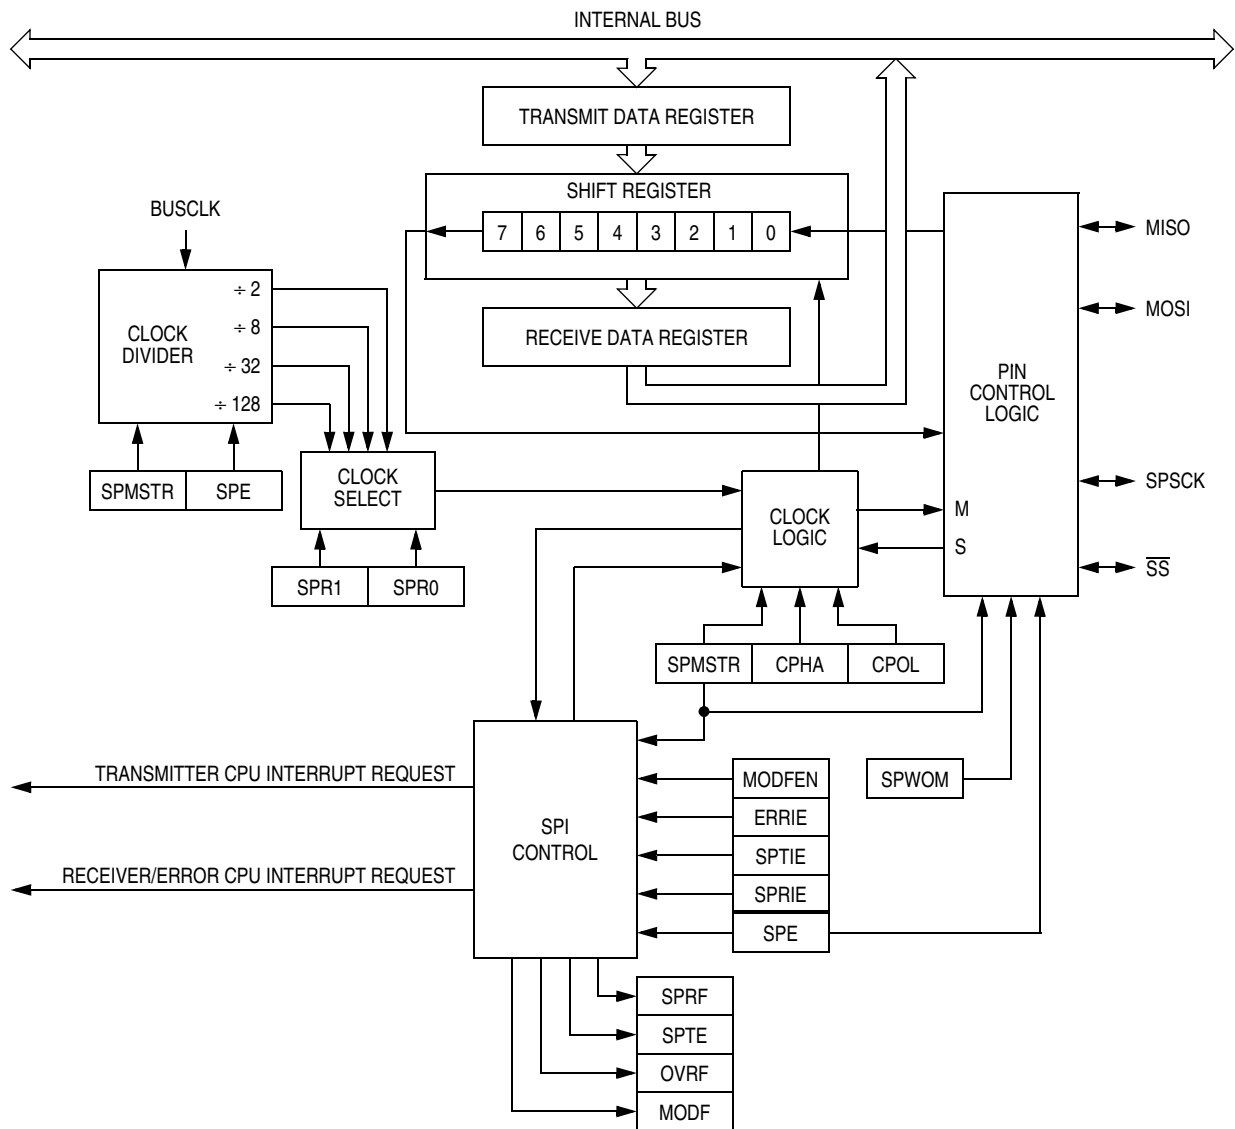 INTERNAL BUS
TRANSMIT DATA REGISTER
SHIFT REGISTER
7 6 5 4 3 2 1 0
RECEIVE DATA REGISTER
BUSCLK
CLOCK
DIVIDER
÷ 2
÷ 8
÷ 32
÷ 128
SPMSTR SPE
CLOCK
SELECT
SPR1 SPR0
CLOCK
LOGIC
PIN
CONTROL
LOGIC
M
S
MISO
MOSI
SPSCK
S̅S̅
SPMSTR CPHA CPOL
TRANSMITTER CPU INTERRUPT REQUEST
RECEIVER/ERROR CPU INTERRUPT REQUEST
SPI
CONTROL
MODFEN
ERRIE
SPTIE
SPRIE
SPE
SPWOM
SPRF
SPTE
OVRF
MODF